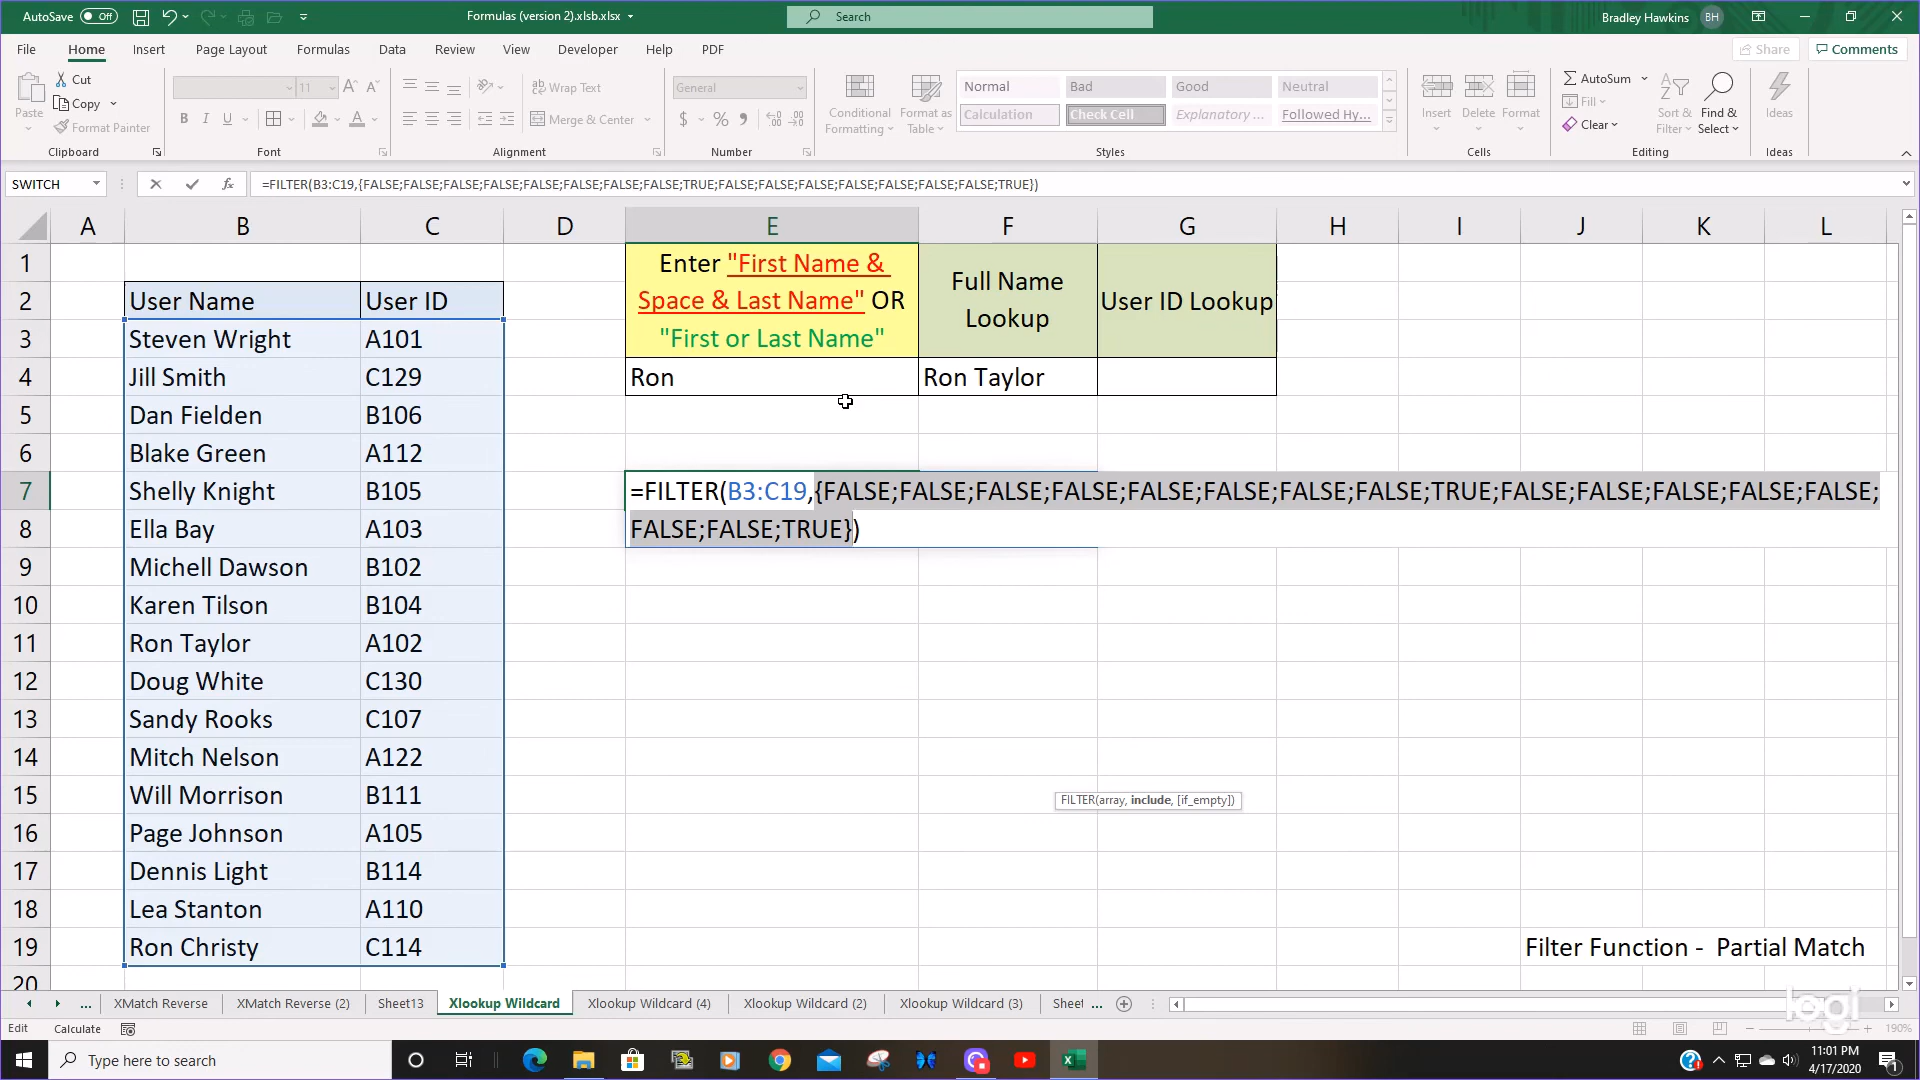 AutoSave Off
Formulas (version 2).xlsb.xlsx
Search
Bradley Hawkins BH
File Home Insert Page Layout Formulas Data Review View Developer Help PDF
Share Comments
Paste
Cut
Copy
Format Painter
Clipboard
11
B I U
Font
Wrap Text
Merge & Center
Alignment
General
$ % ,
Number
Conditional Formatting
Format as Table
Normal Bad Good Neutral
Calculation Check Cell Explanatory ... Followed Hy...
Styles
Insert Delete Format
Cells
AutoSum
Fill
Clear
Sort & Filter
Find & Select
Editing
Ideas
Ideas
SWITCH
fx
=FILTER(B3:C19,{FALSE;FALSE;FALSE;FALSE;FALSE;FALSE;FALSE;FALSE;TRUE;FALSE;FALSE;FALSE;FALSE;FALSE;FALSE;FALSE;TRUE})
A B C D E F G H I J K L
1 Enter "First Name &
2 User Name User ID Space & Last Name" OR Full Name Lookup User ID Lookup
3 Steven Wright A101 "First or Last Name"
4 Jill Smith C129 Ron Ron Taylor
5 Dan Fielden B106
6 Blake Green A112
7 Shelly Knight B105 =FILTER(B3:C19,{FALSE;FALSE;FALSE;FALSE;FALSE;FALSE;FALSE;FALSE;TRUE;FALSE;FALSE;FALSE;FALSE;FALSE;
8 Ella Bay A103 FALSE;FALSE;TRUE})
9 Michell Dawson B102
10 Karen Tilson B104
11 Ron Taylor A102
12 Doug White C130
13 Sandy Rooks C107
14 Mitch Nelson A122
15 Will Morrison B111
FILTER(array, include, [if_empty])
16 Page Johnson A105
17 Dennis Light B114
18 Lea Stanton A110
19 Ron Christy C114 Filter Function - Partial Match
20
... XMatch Reverse XMatch Reverse (2) Sheet13 Xlookup Wildcard Xlookup Wildcard (4) Xlookup Wildcard (2) Xlookup Wildcard (3) Sheet ...
logi
Edit Calculate
190%
Type here to search
11:01 PM
4/17/2020
1